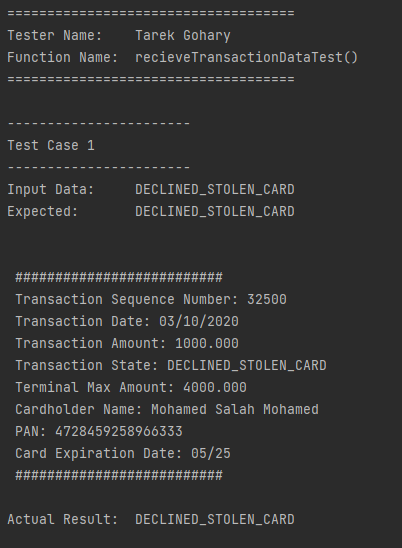 ====================================
Tester Name:    Tarek Gohary
Function Name:  recieveTransactionDataTest()
====================================
-----------------------
Test Case 1
-----------------------
Input Data:     DECLINED_STOLEN_CARD
Expected:       DECLINED_STOLEN_CARD
##########################
Transaction Sequence Number: 32500
Transaction Date: 03/10/2020
Transaction Amount: 1000.000
Transaction State: DECLINED_STOLEN_CARD
Terminal Max Amount: 4000.000
Cardholder Name: Mohamed Salah Mohamed
PAN: 4728459258966333
Card Expiration Date: 05/25
##########################
Actual Result:  DECLINED_STOLEN_CARD